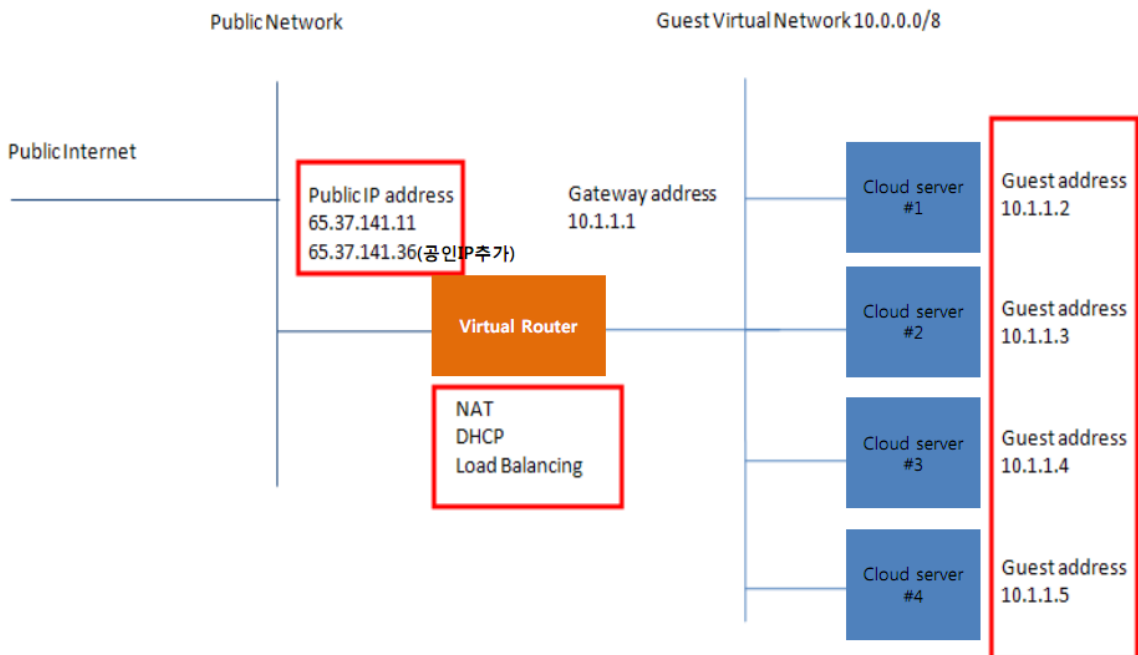 Public Network
Guest Virtual Network 10.0.0.0/8
Public Internet
Public IP address
65.37.141.11
65.37.141.36(공인IP추가)
Gateway address
10.1.1.1
Virtual Router
NAT
DHCP
Load Balancing
Cloud server
#1
Guest address
10.1.1.2
Cloud server
#2
Guest address
10.1.1.3
Cloud server
#3
Guest address
10.1.1.4
Cloud server
#4
Guest address
10.1.1.5